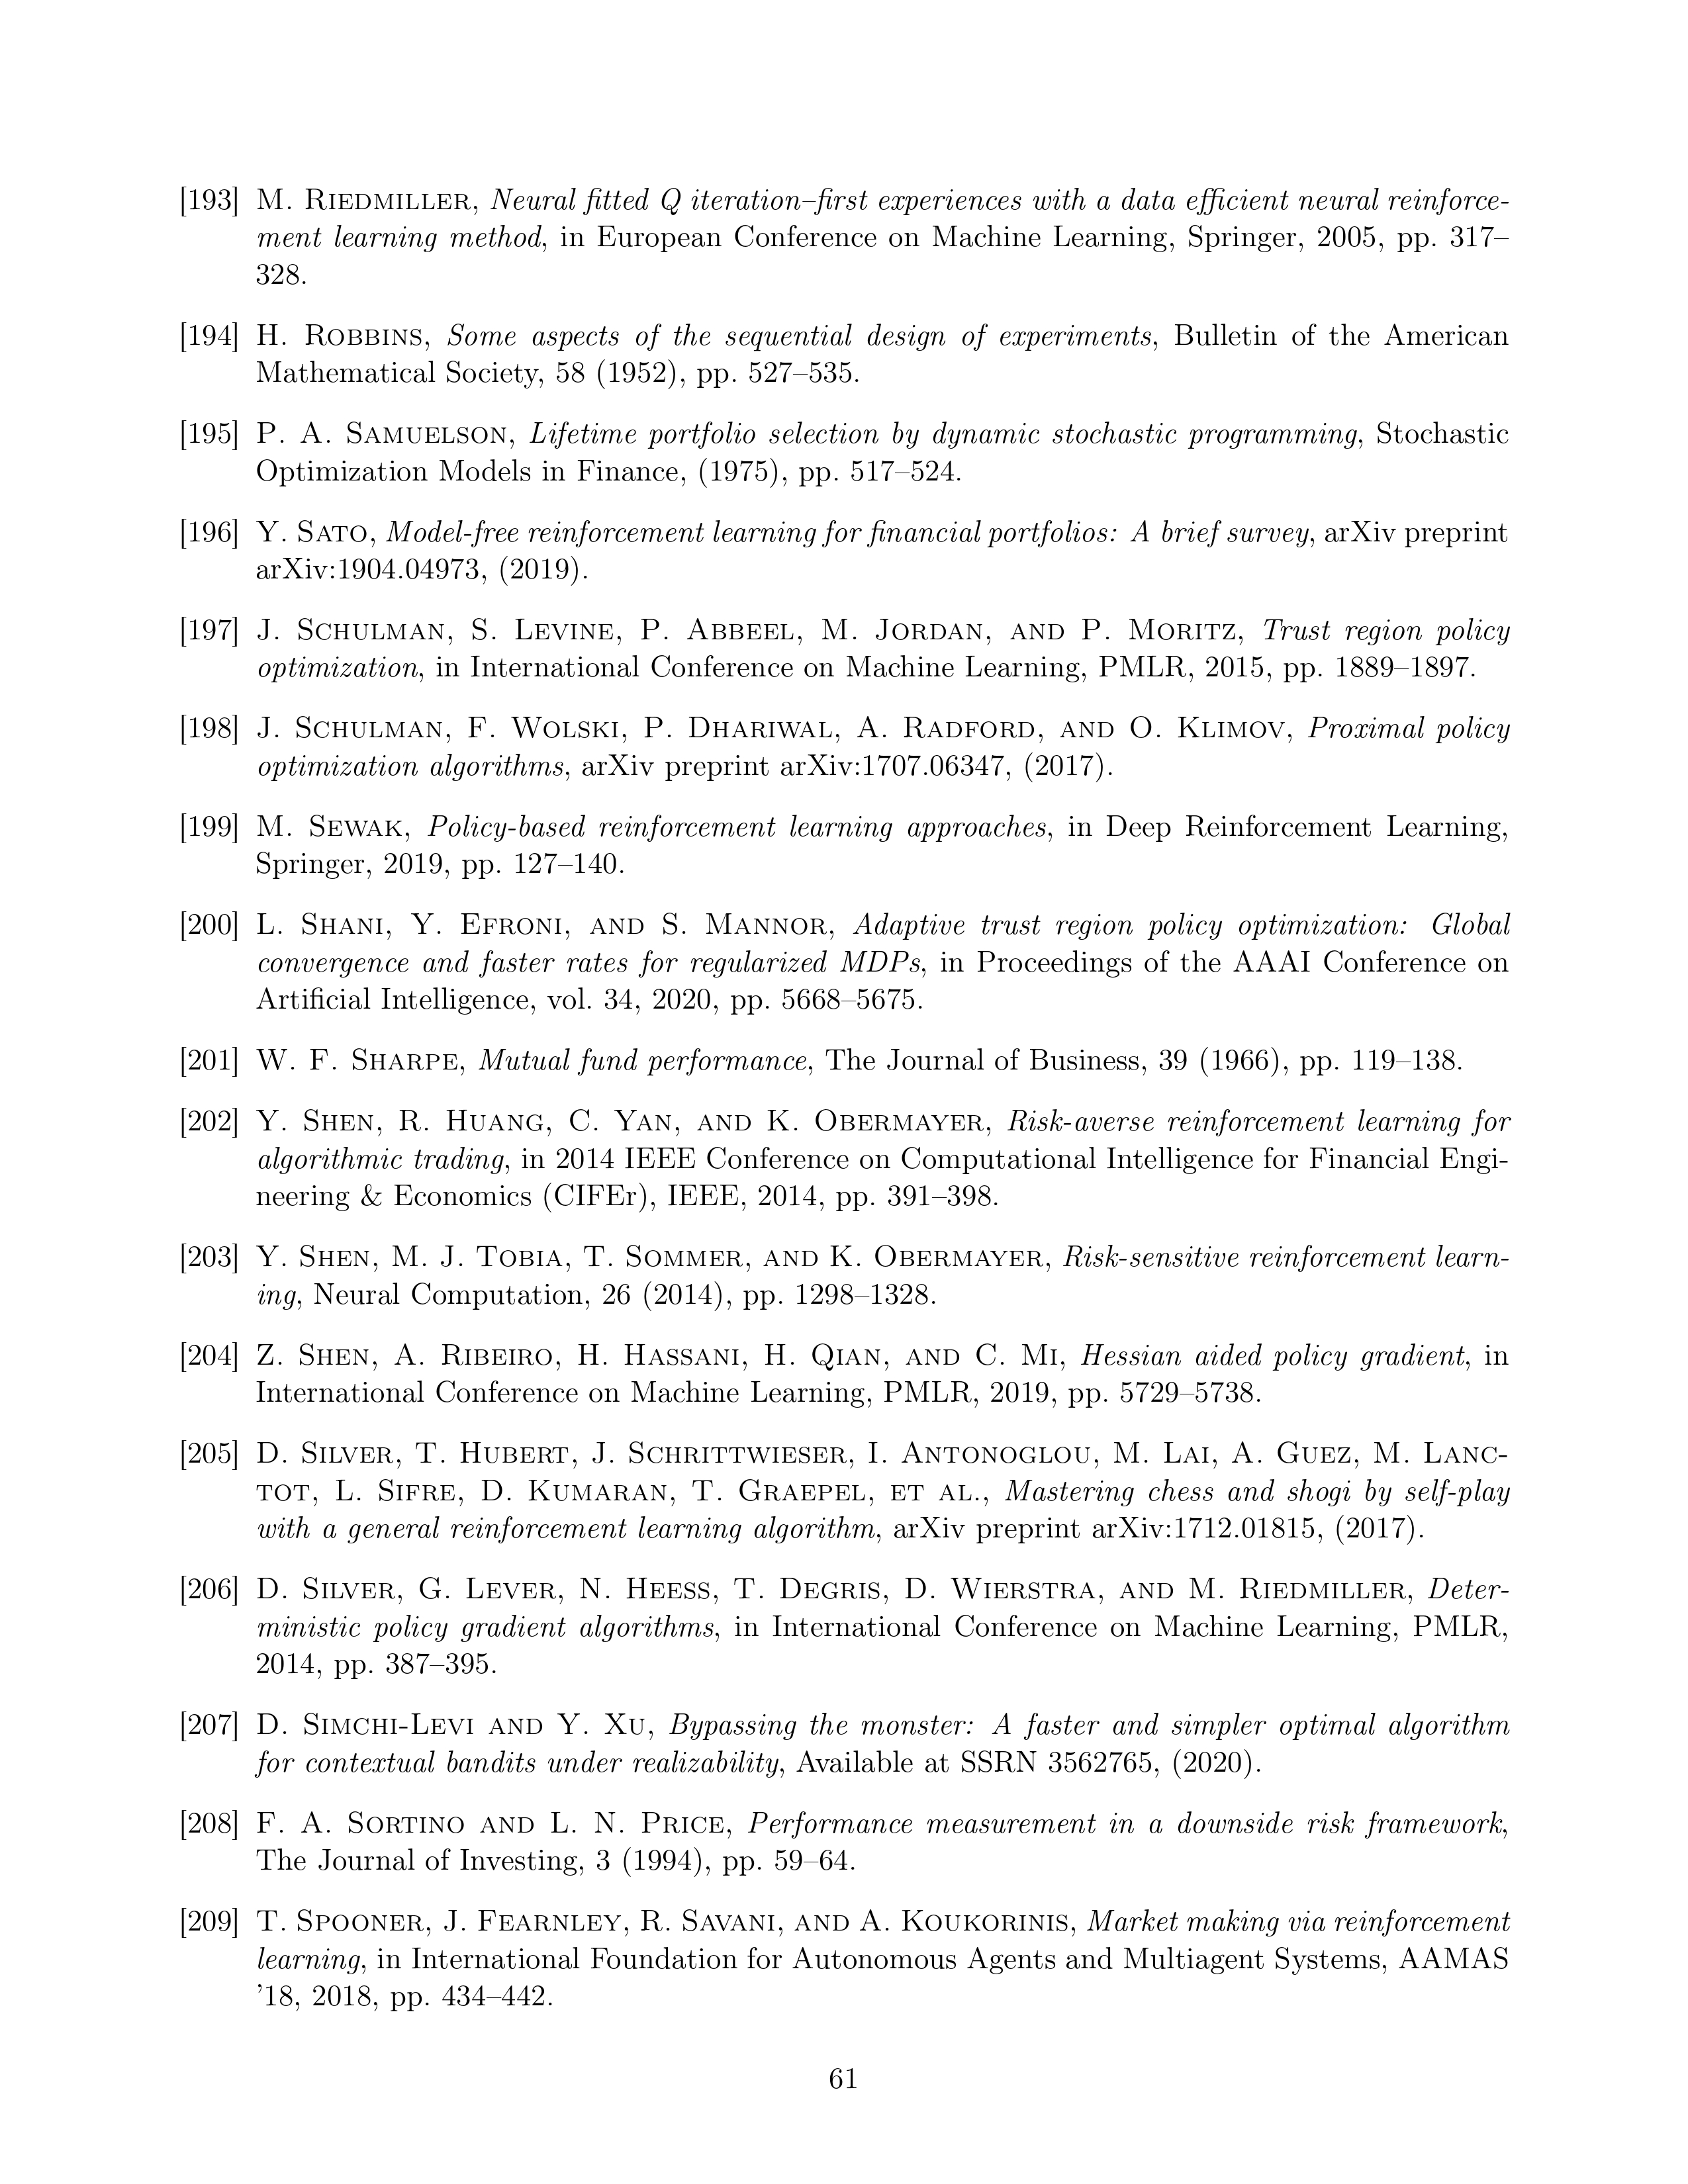 [193] M. Riedmiller, Neural fitted Q iteration–first experiences with a data efficient neural reinforce-
ment learning method, in European Conference on Machine Learning, Springer, 2005, pp. 317–
328.
[194] H. Robbins, Some aspects of the sequential design of experiments, Bulletin of the American
Mathematical Society, 58 (1952), pp. 527–535.
[195] P. A. Samuelson, Lifetime portfolio selection by dynamic stochastic programming, Stochastic
Optimization Models in Finance, (1975), pp. 517–524.
[196] Y. Sato, Model-free reinforcement learning for financial portfolios: A brief survey, arXiv preprint
arXiv:1904.04973, (2019).
[197] J. Schulman, S. Levine, P. Abbeel, M. Jordan, and P. Moritz, Trust region policy
optimization, in International Conference on Machine Learning, PMLR, 2015, pp. 1889–1897.
[198] J. Schulman, F. Wolski, P. Dhariwal, A. Radford, and O. Klimov, Proximal policy
optimization algorithms, arXiv preprint arXiv:1707.06347, (2017).
[199] M. Sewak, Policy-based reinforcement learning approaches, in Deep Reinforcement Learning,
Springer, 2019, pp. 127–140.
[200] L. Shani, Y. Efroni, and S. Mannor, Adaptive trust region policy optimization: Global
convergence and faster rates for regularized MDPs, in Proceedings of the AAAI Conference on
Artificial Intelligence, vol. 34, 2020, pp. 5668–5675.
[201] W. F. Sharpe, Mutual fund performance, The Journal of Business, 39 (1966), pp. 119–138.
[202] Y. Shen, R. Huang, C. Yan, and K. Obermayer, Risk-averse reinforcement learning for
algorithmic trading, in 2014 IEEE Conference on Computational Intelligence for Financial Engi-
neering & Economics (CIFEr), IEEE, 2014, pp. 391–398.
[203] Y. Shen, M. J. Tobia, T. Sommer, and K. Obermayer, Risk-sensitive reinforcement learn-
ing, Neural Computation, 26 (2014), pp. 1298–1328.
[204] Z. Shen, A. Ribeiro, H. Hassani, H. Qian, and C. Mi, Hessian aided policy gradient, in
International Conference on Machine Learning, PMLR, 2019, pp. 5729–5738.
[205] D. Silver, T. Hubert, J. Schrittwieser, I. Antonoglou, M. Lai, A. Guez, M. Lanc-
tot, L. Sifre, D. Kumaran, T. Graepel, et al., Mastering chess and shogi by self-play
with a general reinforcement learning algorithm, arXiv preprint arXiv:1712.01815, (2017).
[206] D. Silver, G. Lever, N. Heess, T. Degris, D. Wierstra, and M. Riedmiller, Deter-
ministic policy gradient algorithms, in International Conference on Machine Learning, PMLR,
2014, pp. 387–395.
[207] D. Simchi-Levi and Y. Xu, Bypassing the monster: A faster and simpler optimal algorithm
for contextual bandits under realizability, Available at SSRN 3562765, (2020).
[208] F. A. Sortino and L. N. Price, Performance measurement in a downside risk framework,
The Journal of Investing, 3 (1994), pp. 59–64.
[209] T. Spooner, J. Fearnley, R. Savani, and A. Koukorinis, Market making via reinforcement
learning, in International Foundation for Autonomous Agents and Multiagent Systems, AAMAS
’18, 2018, pp. 434–442.
61